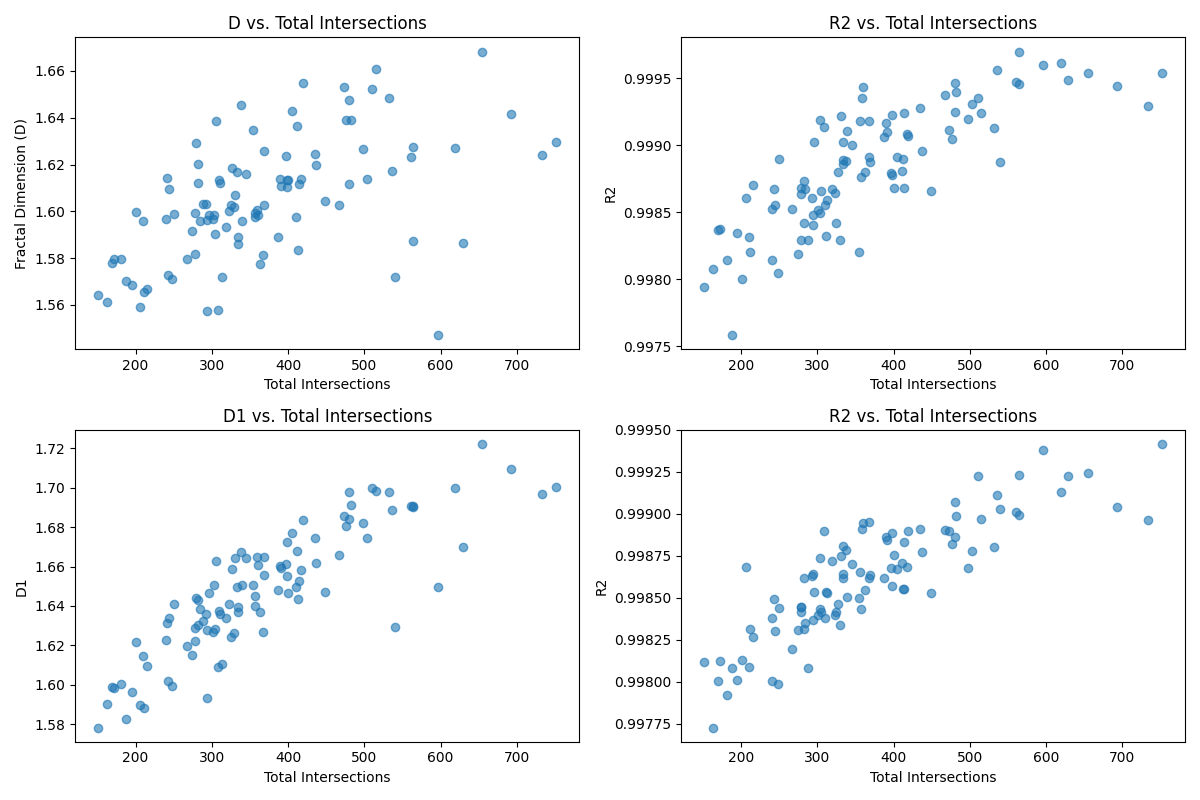 D vs. Total Intersections
Fractal Dimension (D)
1.66
1.64
1.62
1.60
1.58
1.56
200 300 400 500 600 700
Total Intersections
R2 vs. Total Intersections
R2
0.9995
0.9990
0.9985
0.9980
0.9975
200 300 400 500 600 700
Total Intersections
D1 vs. Total Intersections
D1
1.72
1.70
1.68
1.66
1.64
1.62
1.60
1.58
200 300 400 500 600 700
Total Intersections
R2 vs. Total Intersections
R2
0.99950
0.99925
0.99900
0.99875
0.99850
0.99825
0.99800
0.99775
200 300 400 500 600 700
Total Intersections